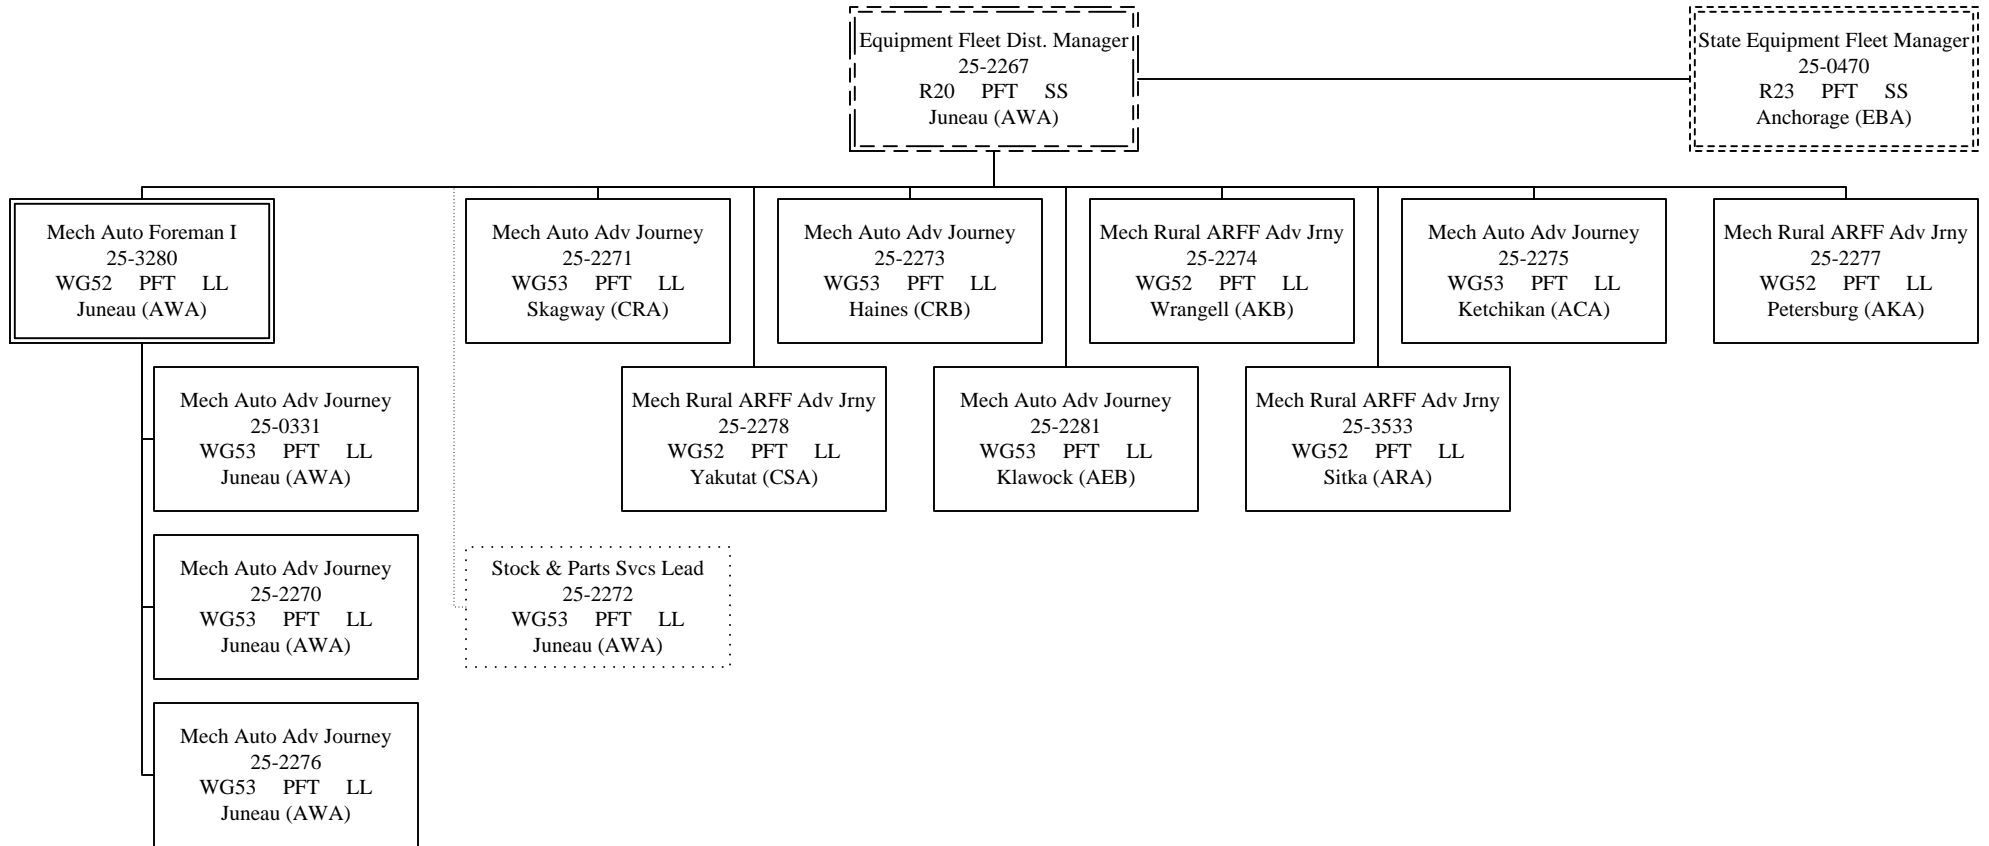 Equipment Fleet Dist. Manager
25-2267
R20 PFT SS
Juneau (AWA)
State Equipment Fleet Manager
25-0470
R23 PFT SS
Anchorage (EBA)
Mech Auto Foreman I
25-3280
WG52 PFT LL
Juneau (AWA)
Mech Auto Adv Journey
25-2271
WG53 PFT LL
Skagway (CRA)
Mech Auto Adv Journey
25-2273
WG53 PFT LL
Haines (CRB)
Mech Rural ARFF Adv Jrny
25-2274
WG52 PFT LL
Wrangell (AKB)
Mech Auto Adv Journey
25-2275
WG53 PFT LL
Ketchikan (ACA)
Mech Rural ARFF Adv Jrny
25-2277
WG52 PFT LL
Petersburg (AKA)
Mech Auto Adv Journey
25-0331
WG53 PFT LL
Juneau (AWA)
Mech Rural ARFF Adv Jrny
25-2278
WG52 PFT LL
Yakutat (CSA)
Mech Auto Adv Journey
25-2281
WG53 PFT LL
Klawock (AEB)
Mech Rural ARFF Adv Jrny
25-3533
WG52 PFT LL
Sitka (ARA)
Mech Auto Adv Journey
25-2270
WG53 PFT LL
Juneau (AWA)
Stock & Parts Svcs Lead
25-2272
WG53 PFT LL
Juneau (AWA)
Mech Auto Adv Journey
25-2276
WG53 PFT LL
Juneau (AWA)